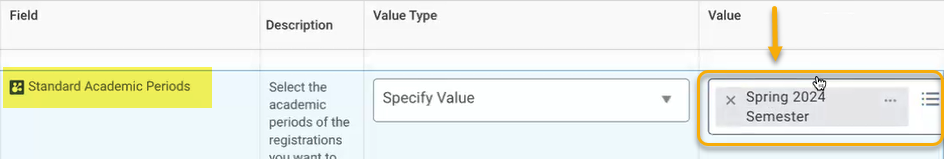 Field
Description
Value Type
Value
Standard Academic Periods
Select the
academic
periods of the
registrations
you want to
Specify Value
Spring 2024
Semester